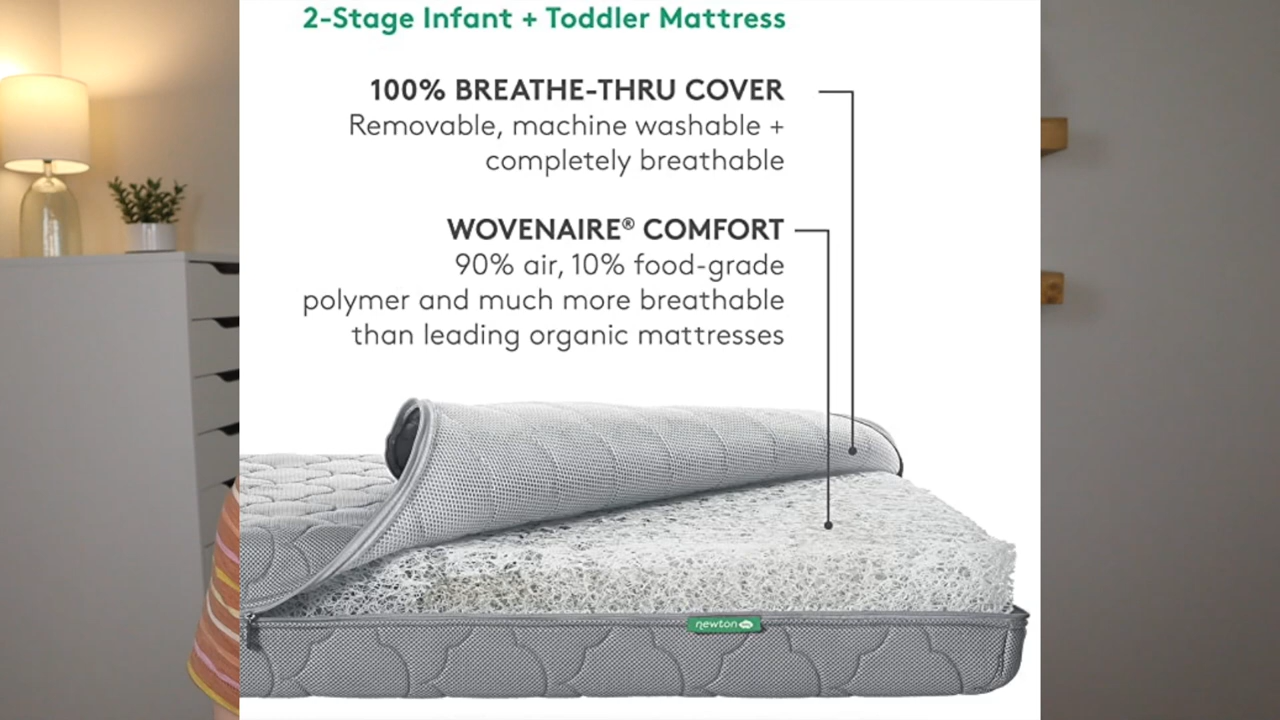 2-Stage Infant + Toddler Mattress
100% BREATHE-THRU COVER
Removable, machine washable +
completely breathable
WOVENAIRE® COMFORT
90% air, 10% food-grade
polymer and much more breathable
than leading organic mattresses
newton